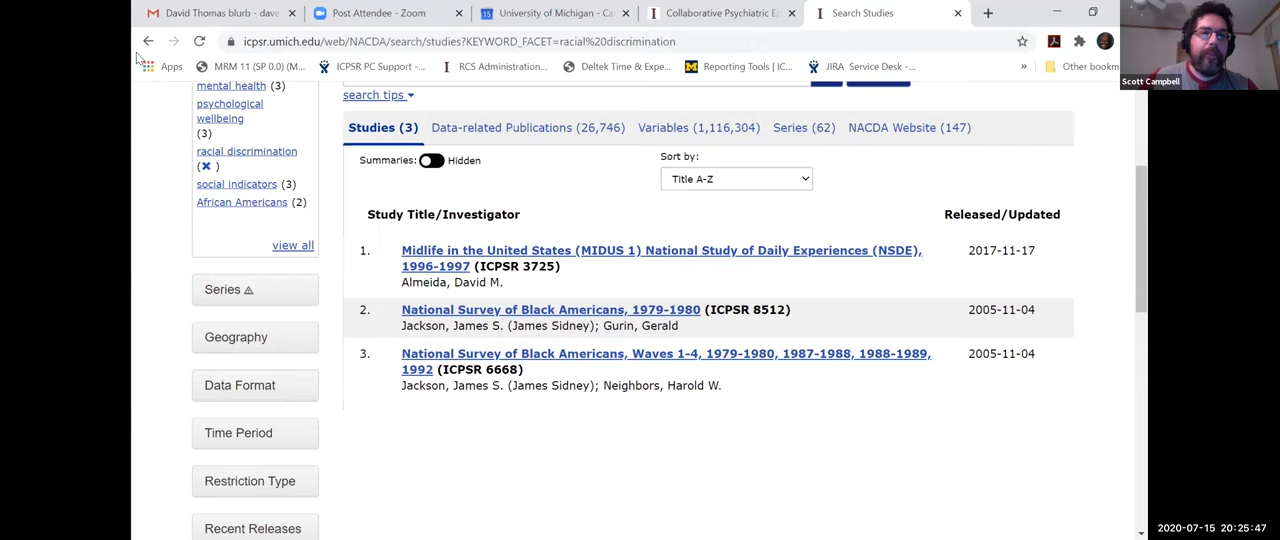 David Thomas blurb - dave
Post Attendee - Zoom
University of Michigan - Ca
Collaborative Psychiatric Ep
Search Studies
icpsr.umich.edu/web/NACDA/search/studies?KEYWORD_FACET=racial%20discrimination
Apps
MRM 11 (SP 0.0) (M...
ICPSR PC Support -...
RCS Administration...
Deltek Time & Expe...
Reporting Tools | IC...
JIRA Service Desk -...
»
Other bookm
Scott Campbell
mental health (3)
psychological
wellbeing
(3)
racial discrimination
(✖ )
social indicators (3)
African Americans (2)
view all
Series
Geography
Data Format
Time Period
Restriction Type
Recent Releases
search tips
Studies (3)
Data-related Publications (26,746)
Variables (1,116,304)
Series (62)
NACDA Website (147)
Summaries:
Hidden
Sort by:
Title A-Z
Study Title/Investigator
Released/Updated
1. Midlife in the United States (MIDUS 1) National Study of Daily Experiences (NSDE), 2017-11-17
1996-1997 (ICPSR 3725)
Almeida, David M.
2. National Survey of Black Americans, 1979-1980 (ICPSR 8512) 2005-11-04
Jackson, James S. (James Sidney); Gurin, Gerald
3. National Survey of Black Americans, Waves 1-4, 1979-1980, 1987-1988, 1988-1989, 2005-11-04
1992 (ICPSR 6668)
Jackson, James S. (James Sidney); Neighbors, Harold W.
2020-07-15 20:25:47